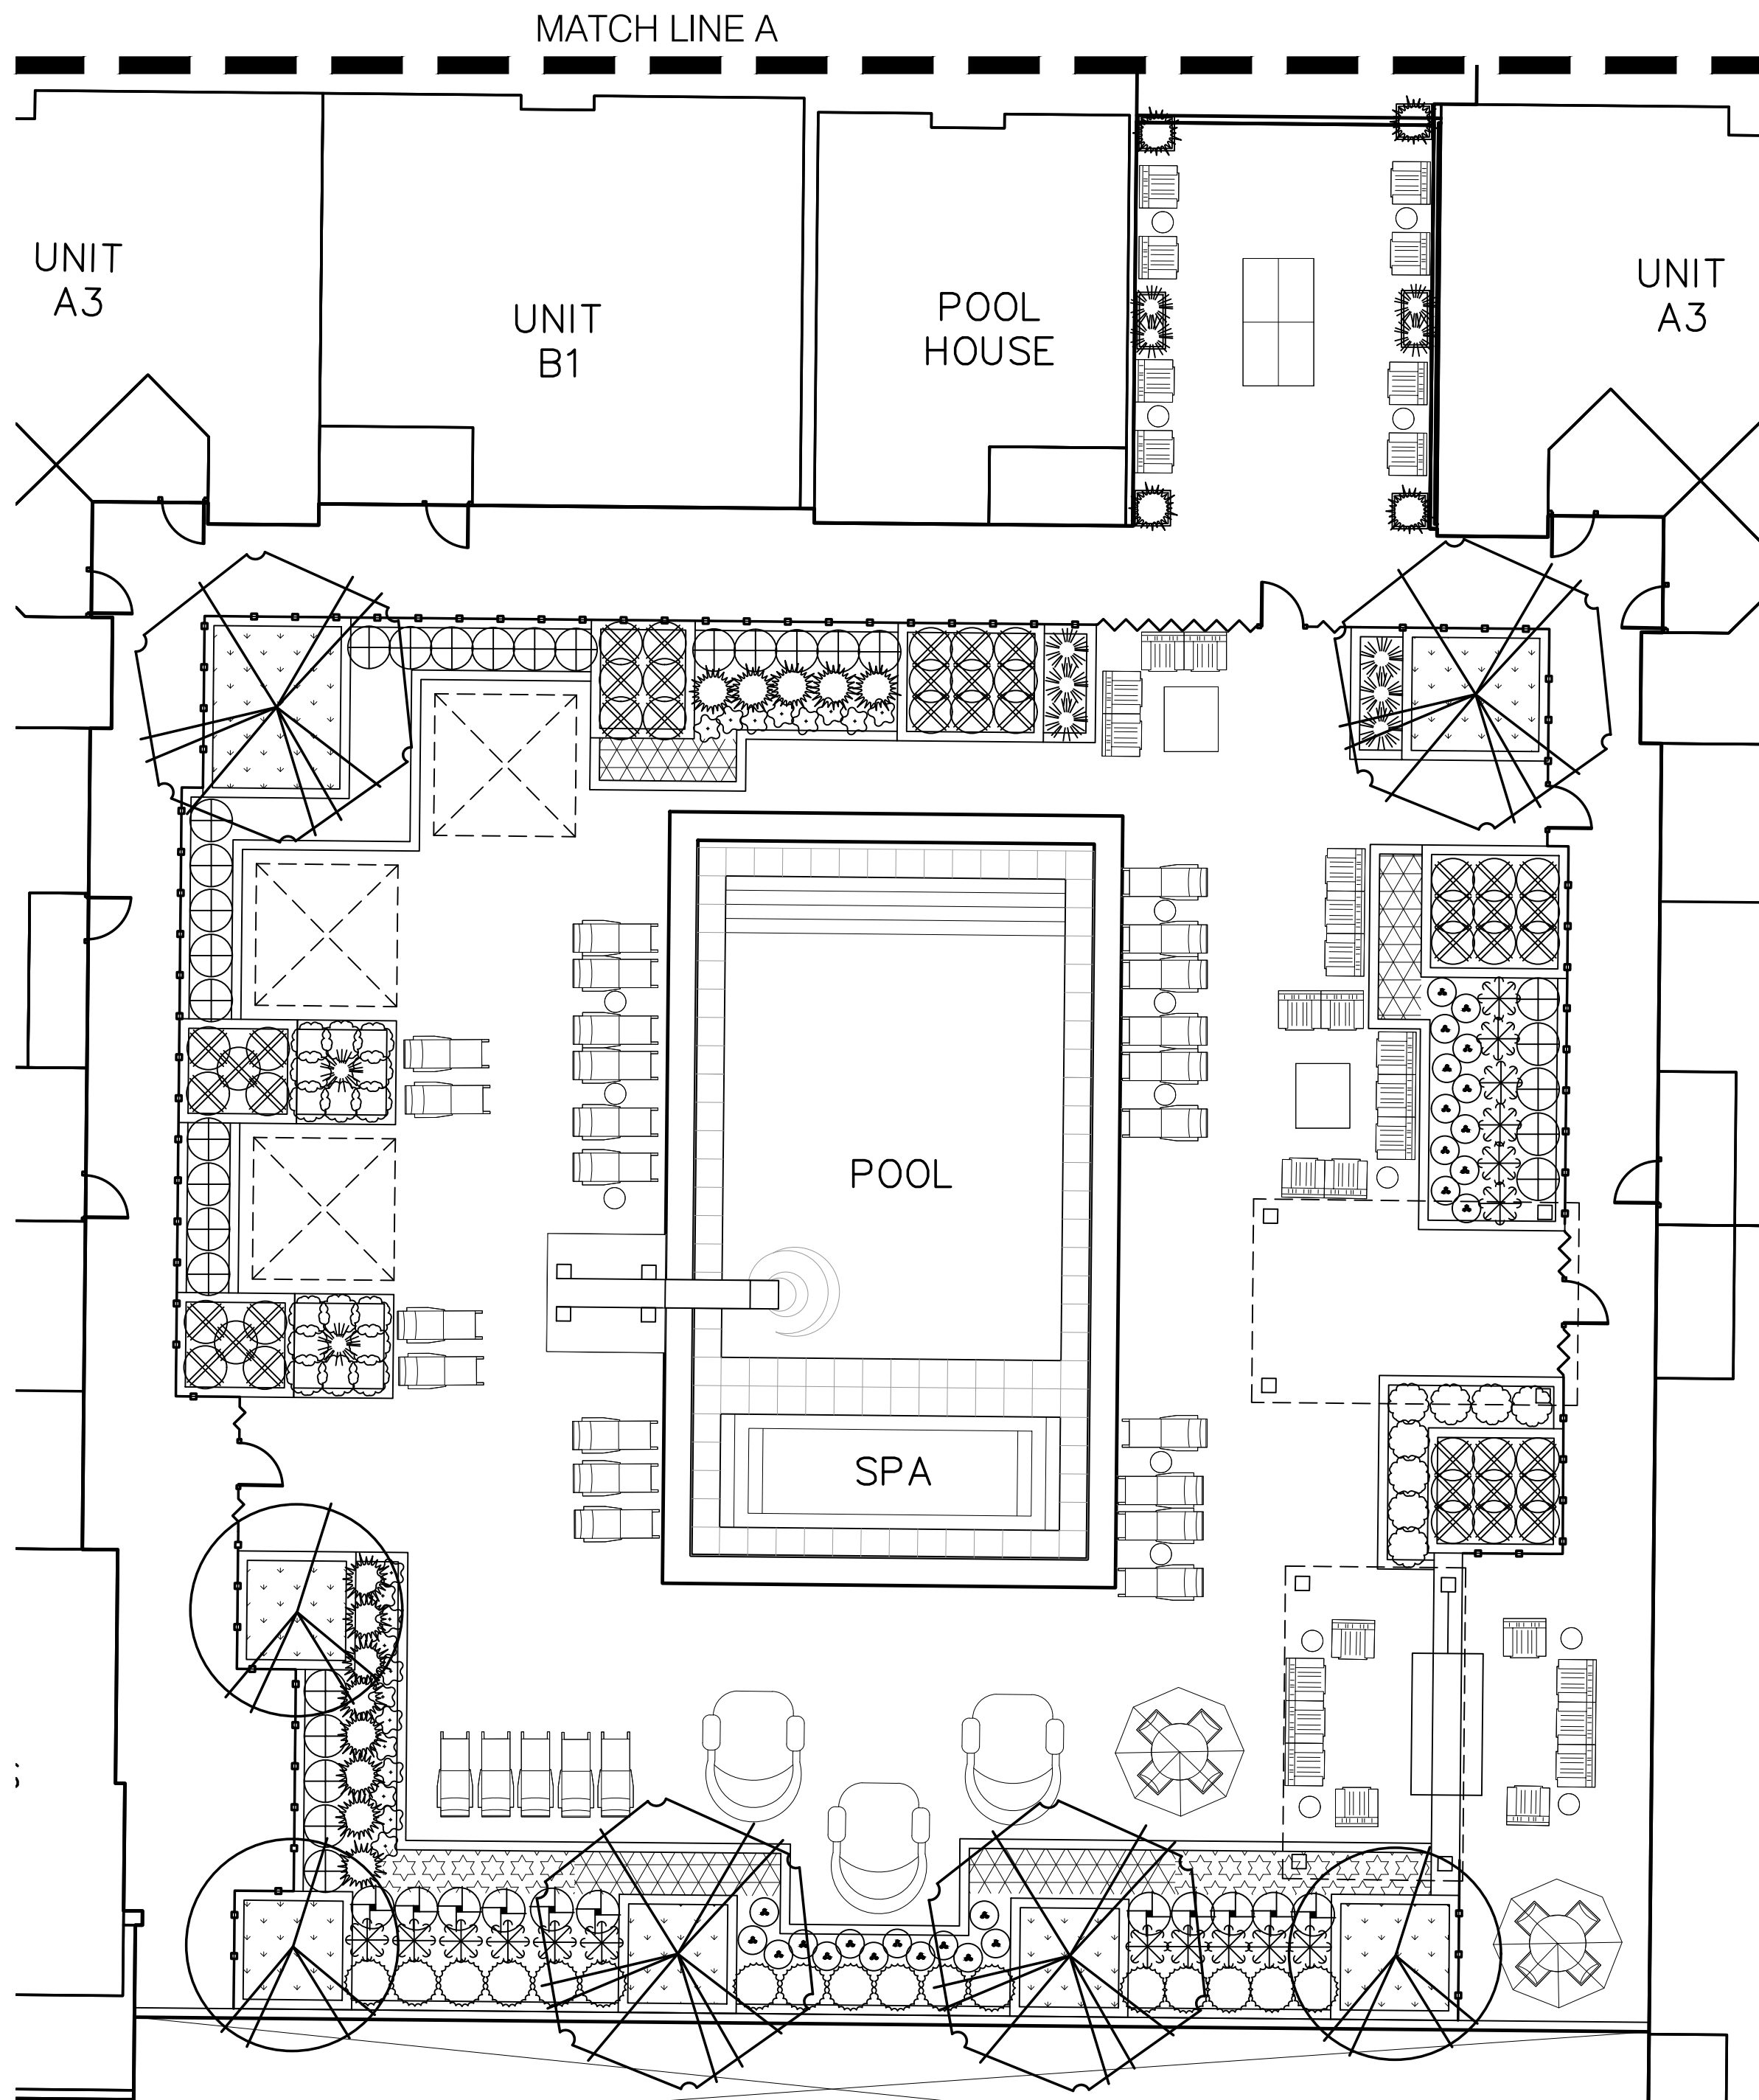 MATCH LINE A
UNIT
A3
UNIT
B1
POOL
HOUSE
UNIT
A3
POOL
SPA